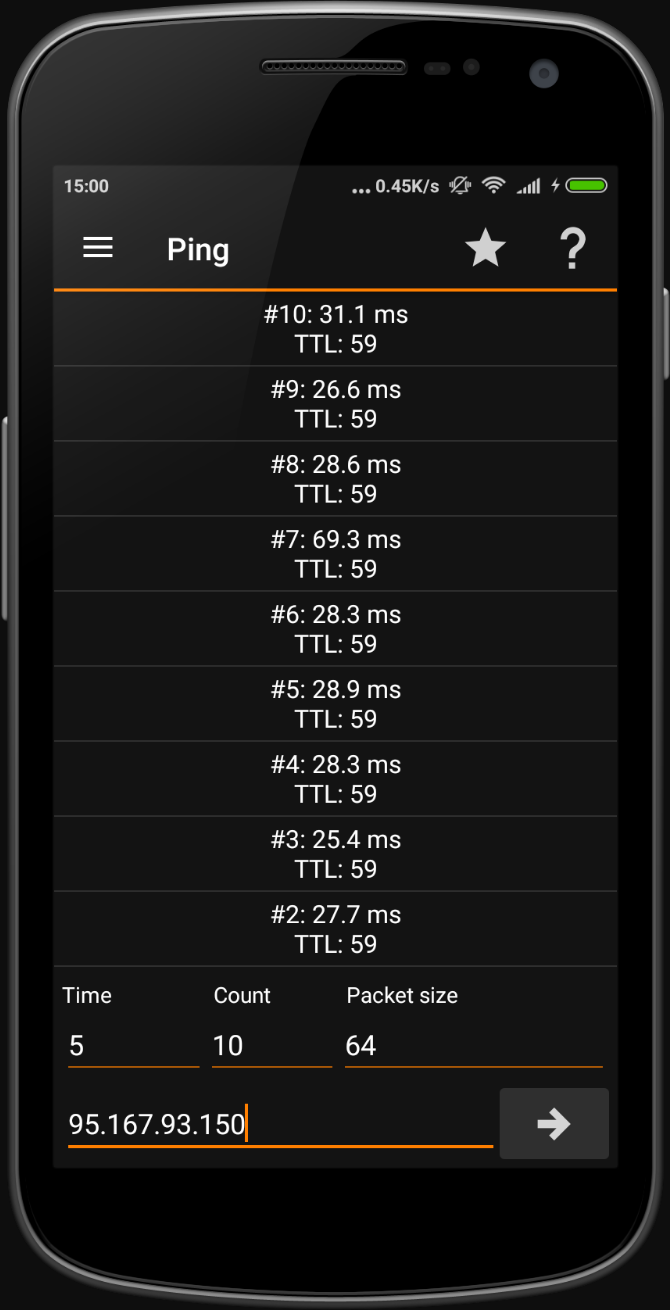 15:00 ... 0.45K/s
Ping ?
#10: 31.1 ms
TTL: 59
#9: 26.6 ms
TTL: 59
#8: 28.6 ms
TTL: 59
#7: 69.3 ms
TTL: 59
#6: 28.3 ms
TTL: 59
#5: 28.9 ms
TTL: 59
#4: 28.3 ms
TTL: 59
#3: 25.4 ms
TTL: 59
#2: 27.7 ms
TTL: 59
Time Count Packet size
5 10 64
95.167.93.150